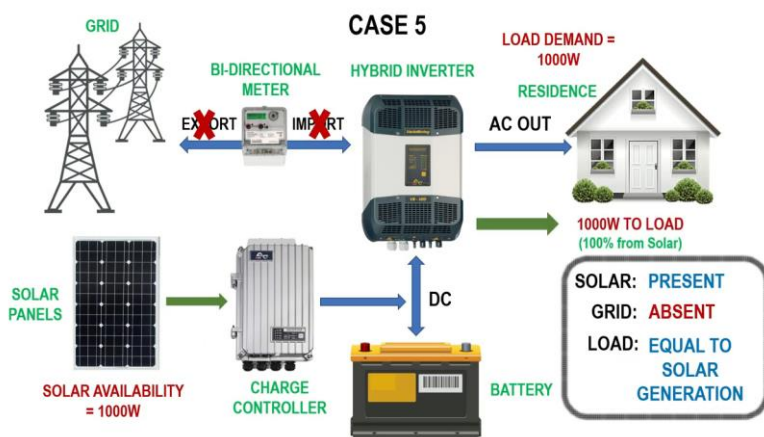 CASE 5
GRID
BI-DIRECTIONAL
METER
HYBRID INVERTER
LOAD DEMAND =
1000W
RESIDENCE
EXPORT
IMPORT
AC OUT
1000W TO LOAD
(100% from Solar)
SOLAR
PANELS
DC
SOLAR: PRESENT
GRID: ABSENT
LOAD: EQUAL TO
SOLAR
GENERATION
SOLAR AVAILABILITY
= 1000W
CHARGE
CONTROLLER
BATTERY